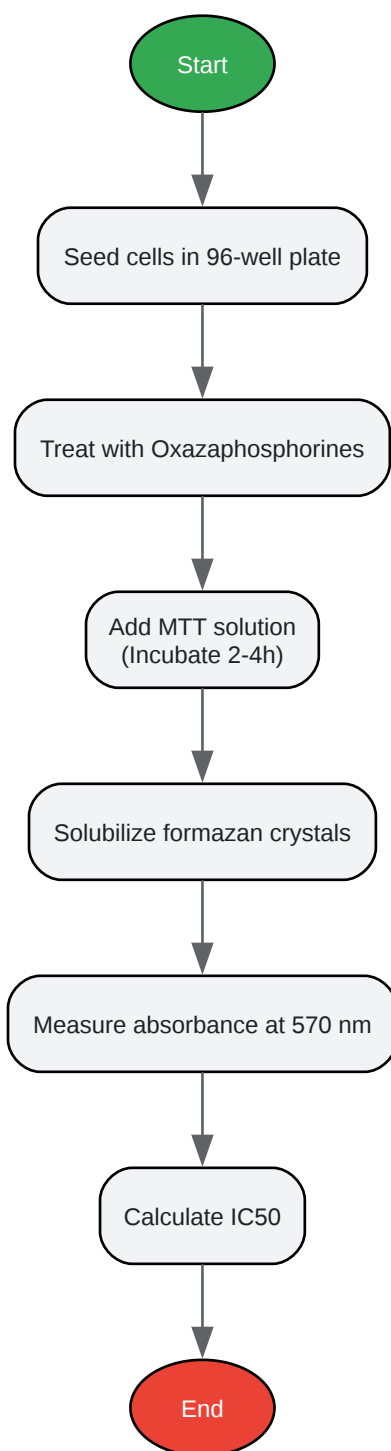 Start
Seed cells in 96-well plate
Treat with Oxazaphosphorines
Add MTT solution
(Incubate 2-4h)
Solubilize formazan crystals
Measure absorbance at 570 nm
Calculate IC50
End